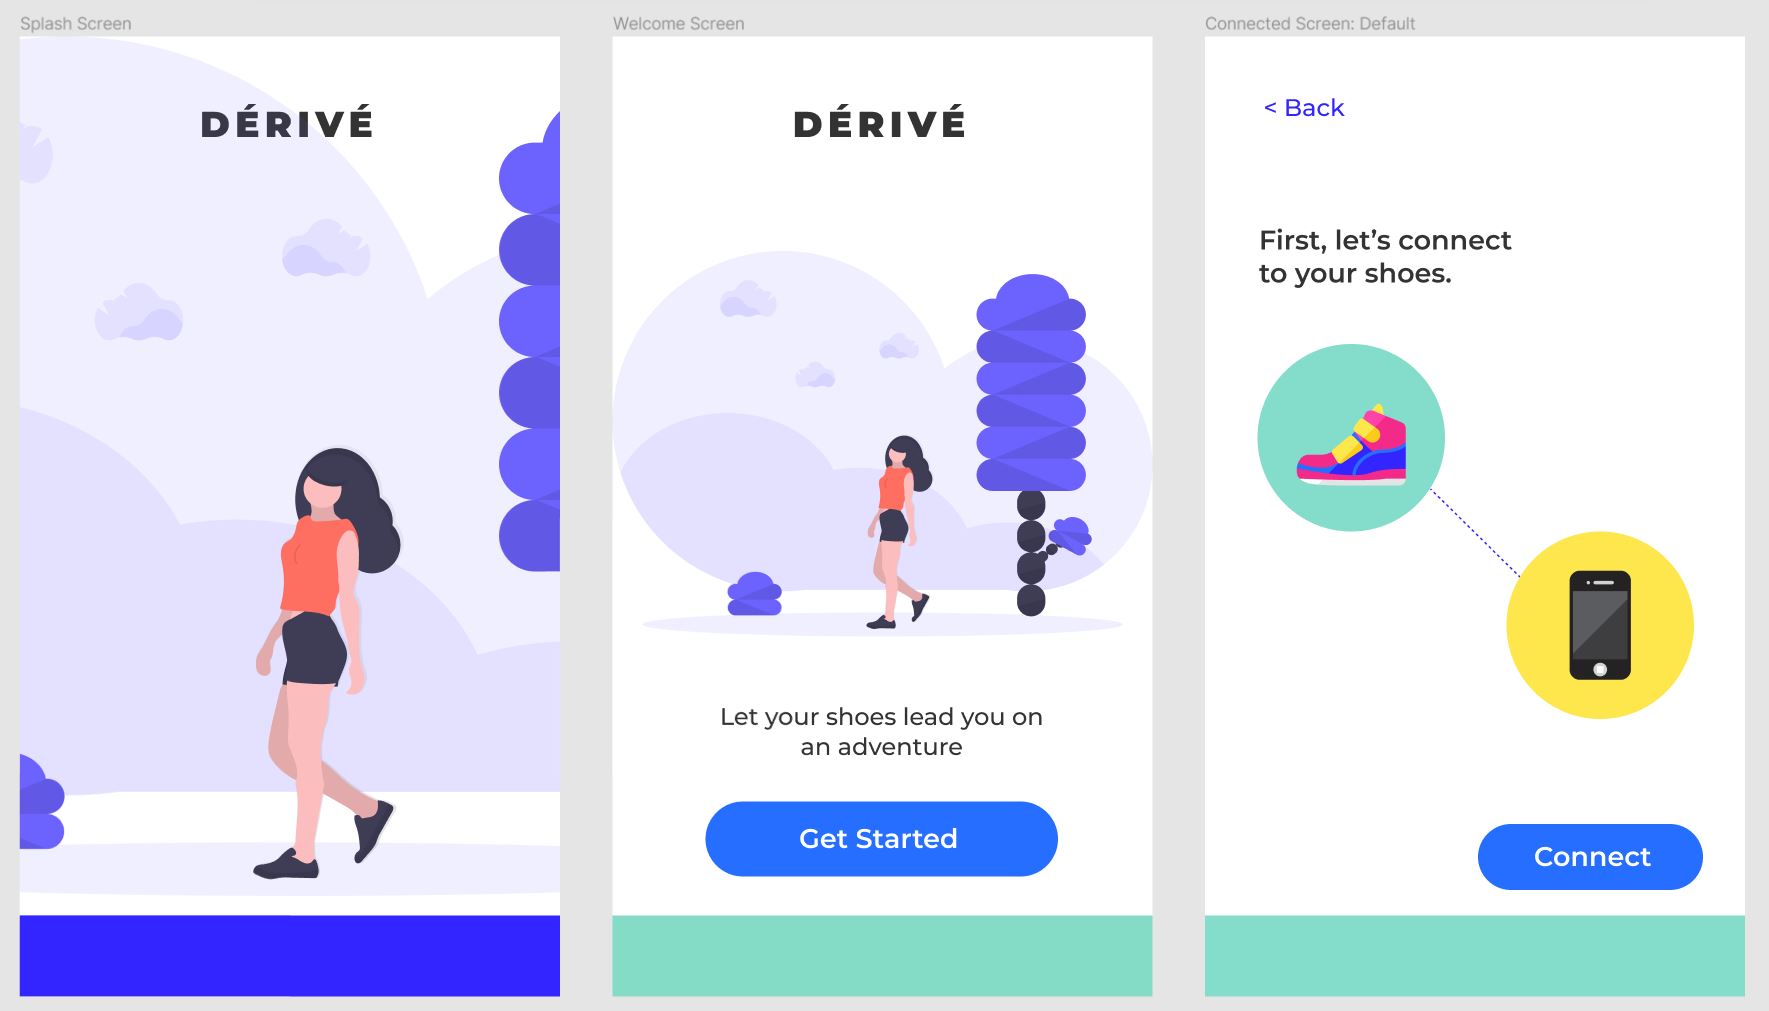 Splash Screen
DÉRIVÉ
Welcome Screen
DÉRIVÉ
Let your shoes lead you on
an adventure
Get Started
Connected Screen: Default
< Back
First, let’s connect
to your shoes.
Connect